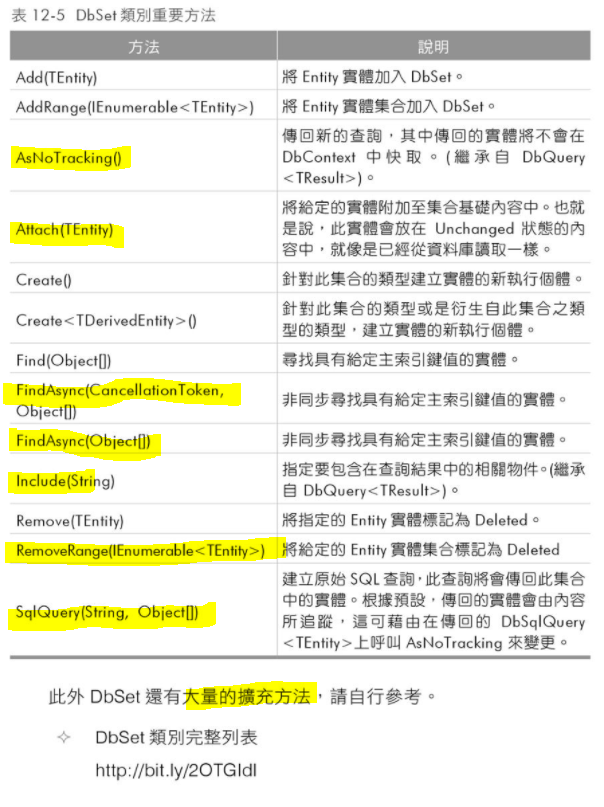 表 12-5 DbSet 類別重要方法
方法 說明
Add(TEntity) 將 Entity 實體加入 DbSet。
AddRange(IEnumerable<TEntity>) 將 Entity 實體集合加入 DbSet。
AsNoTracking() 傳回新的查詢，其中傳回的實體將不會在
DbContext 中快取。(繼承自 DbQuery
<TResult>)。
Attach(TEntity) 將給定的實體附加至集合基礎內容中。也就
是說，此實體會放在 Unchanged 狀態的內
容中，就像是已經從資料庫讀取一樣。
Create() 針對此集合的類型建立實體的新執行個體。
Create<TDerivedEntity>() 針對此集合的類型或是衍生自此集合之類
型的類型，建立實體的新執行個體。
Find(Object[]) 尋找具有給定主索引鍵值的實體。
FindAsync(CancellationToken,
Object[]) 非同步尋找具有給定主索引鍵值的實體。
FindAsync(Object[]) 非同步尋找具有給定主索引鍵值的實體。
Include(String) 指定要包含在查詢結果中的相關物件。(繼承
自 DbQuery<TResult>)。
Remove(TEntity) 將指定的 Entity 實體標記為 Deleted。
RemoveRange(IEnumerable<TEntity>) 將給定的 Entity 實體集合標記為 Deleted
SqlQuery(String, Object[]) 建立原始 SQL 查詢，此查詢將會傳回此集合
中的實體。根據預設，傳回的實體會由內容
所追蹤，這可藉由在傳回的 DbSqlQuery
<TEntity>上呼叫 AsNoTracking 來變更。
此外 DbSet 還有大量的擴充方法，請自行參考。
✧ DbSet 類別完整列表
http://bit.ly/2OTGIdI